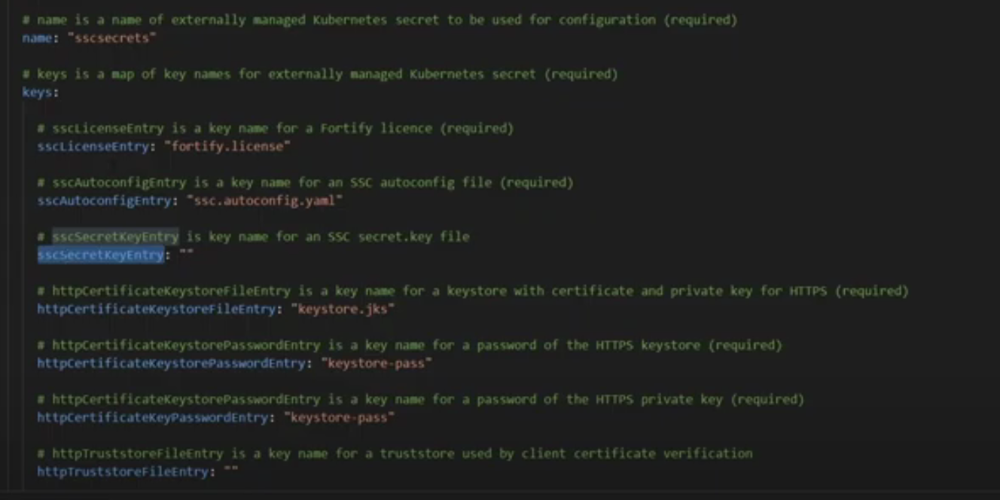 # name is a name of externally managed Kubernetes secret to be used for configuration (required)
name: "sscsecrets"
# keys is a map of key names for externally managed Kubernetes secret (required)
keys:
# sscLicenseEntry is a key name for a Fortify licence (required)
sscLicenseEntry: "fortify.license"
# sscAutoconfigEntry is a key name for an SSC autoconfig file (required)
sscAutoconfigEntry: "ssc.autoconfig.yaml"
# sscSecretKeyEntry is key name for an SSC secret.key file
sscSecretKeyEntry: ""
# httpCertificateKeystoreFileEntry is a key name for a keystore with certificate and private key for HTTPS (required)
httpCertificateKeystoreFileEntry: "keystore.jks"
# httpCertificateKeystorePasswordEntry is a key name for a password of the HTTPS keystore (required)
httpCertificateKeystorePasswordEntry: "keystore-pass"
# httpCertificateKeystorePasswordEntry is a key name for a password of the HTTPS private key (required)
httpCertificateKeyPasswordEntry: "keystore-pass"
# httpTruststoreFileEntry is a key name for a truststore used by client certificate verification
httpTruststoreFileEntry: ""